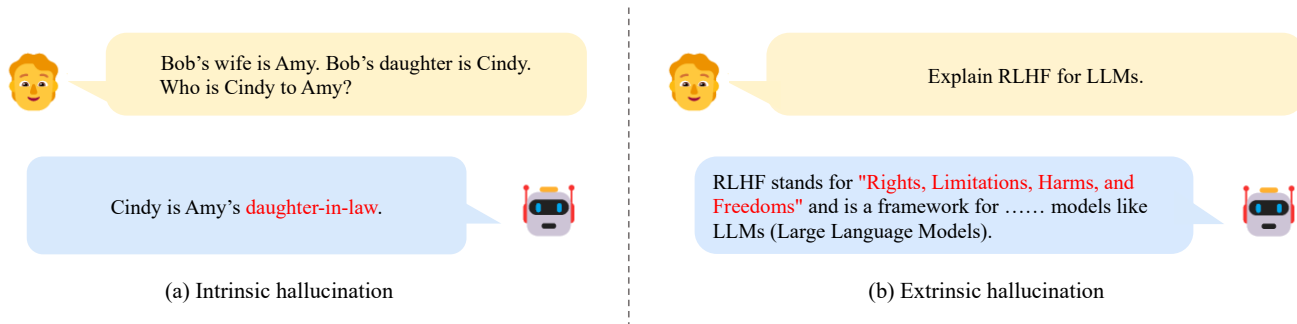 Bob’s wife is Amy. Bob’s daughter is Cindy.
Who is Cindy to Amy?
Cindy is Amy’s daughter-in-law.
(a) Intrinsic hallucination
Explain RLHF for LLMs.
RLHF stands for "Rights, Limitations, Harms, and
Freedoms" and is a framework for …… models like
LLMs (Large Language Models).
(b) Extrinsic hallucination